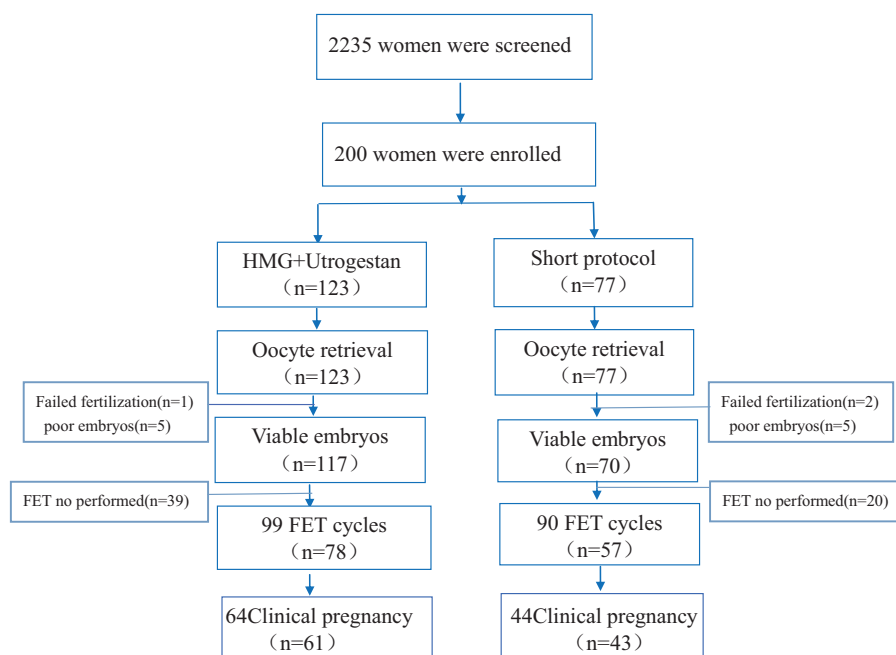 2235 women were screened
200 women were enrolled
HMG+Utrogestan
（n=123）
Short protocol
（n=77）
Oocyte retrieval
（n=123）
Oocyte retrieval
（n=77）
Failed fertilization(n=1)
poor embryos(n=5)
Failed fertilization(n=2)
poor embryos(n=5)
Viable embryos
（n=117）
Viable embryos
（n=70）
FET no performed(n=39)
FET no performed(n=20)
99 FET cycles
（n=78）
90 FET cycles
（n=57）
64Clinical pregnancy
（n=61）
44Clinical pregnancy
（n=43）